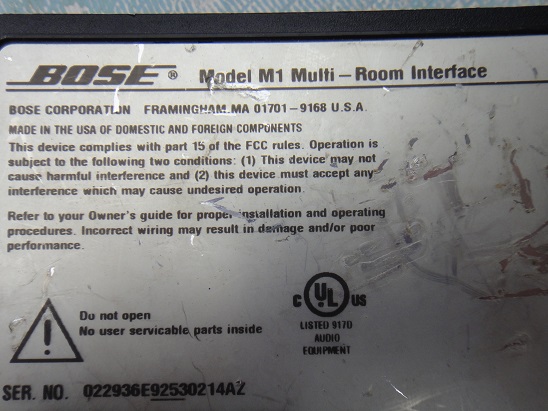 BOSE® Model M1 Multi-Room Interface
BOSE CORPORATION FRAMINGHAM, MA 01701-9168 U.S.A.
MADE IN THE USA OF DOMESTIC AND FOREIGN COMPONENTS
This device complies with part 15 of the FCC rules. Operation is
subject to the following two conditions: (1) This device may not
cause harmful interference and (2) this device must accept any
interference which may cause undesired operation.
Refer to your Owner's guide for proper installation and operating
procedures. Incorrect wiring may result in damage and/or poor
performance.
Do not open
No user servicable parts inside
C UL US
LISTED 917D
AUDIO
EQUIPMENT
SER. NO. 022936E92530214AZ